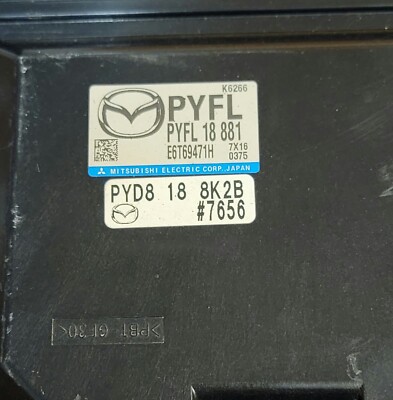 K6266
PYFL
PYFL 18 881
E6T69471H 7X16
0375
MITSUBISHI ELECTRIC CORP. JAPAN
PYD8 18 8K2B
#7656
>PBT GF30<